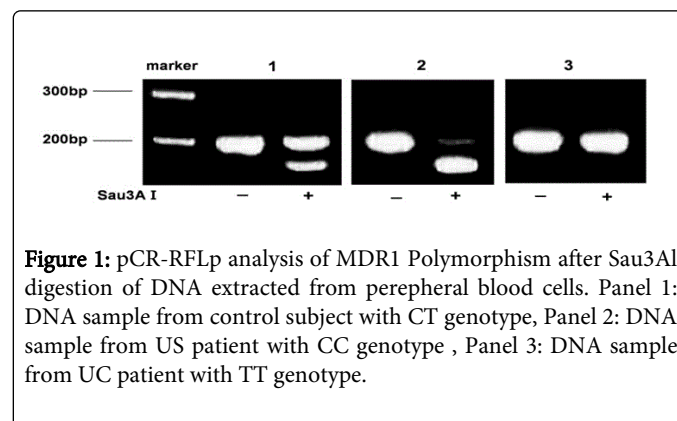 marker 1 2 3
300bp
200bp
Sau3A I − + − + − +
Figure 1: pCR-RFLp analysis of MDR1 Polymorphism after Sau3Al
digestion of DNA extracted from perepheral blood cells. Panel 1:
DNA sample from control subject with CT genotype, Panel 2: DNA
sample from US patient with CC genotype , Panel 3: DNA sample
from UC patient with TT genotype.